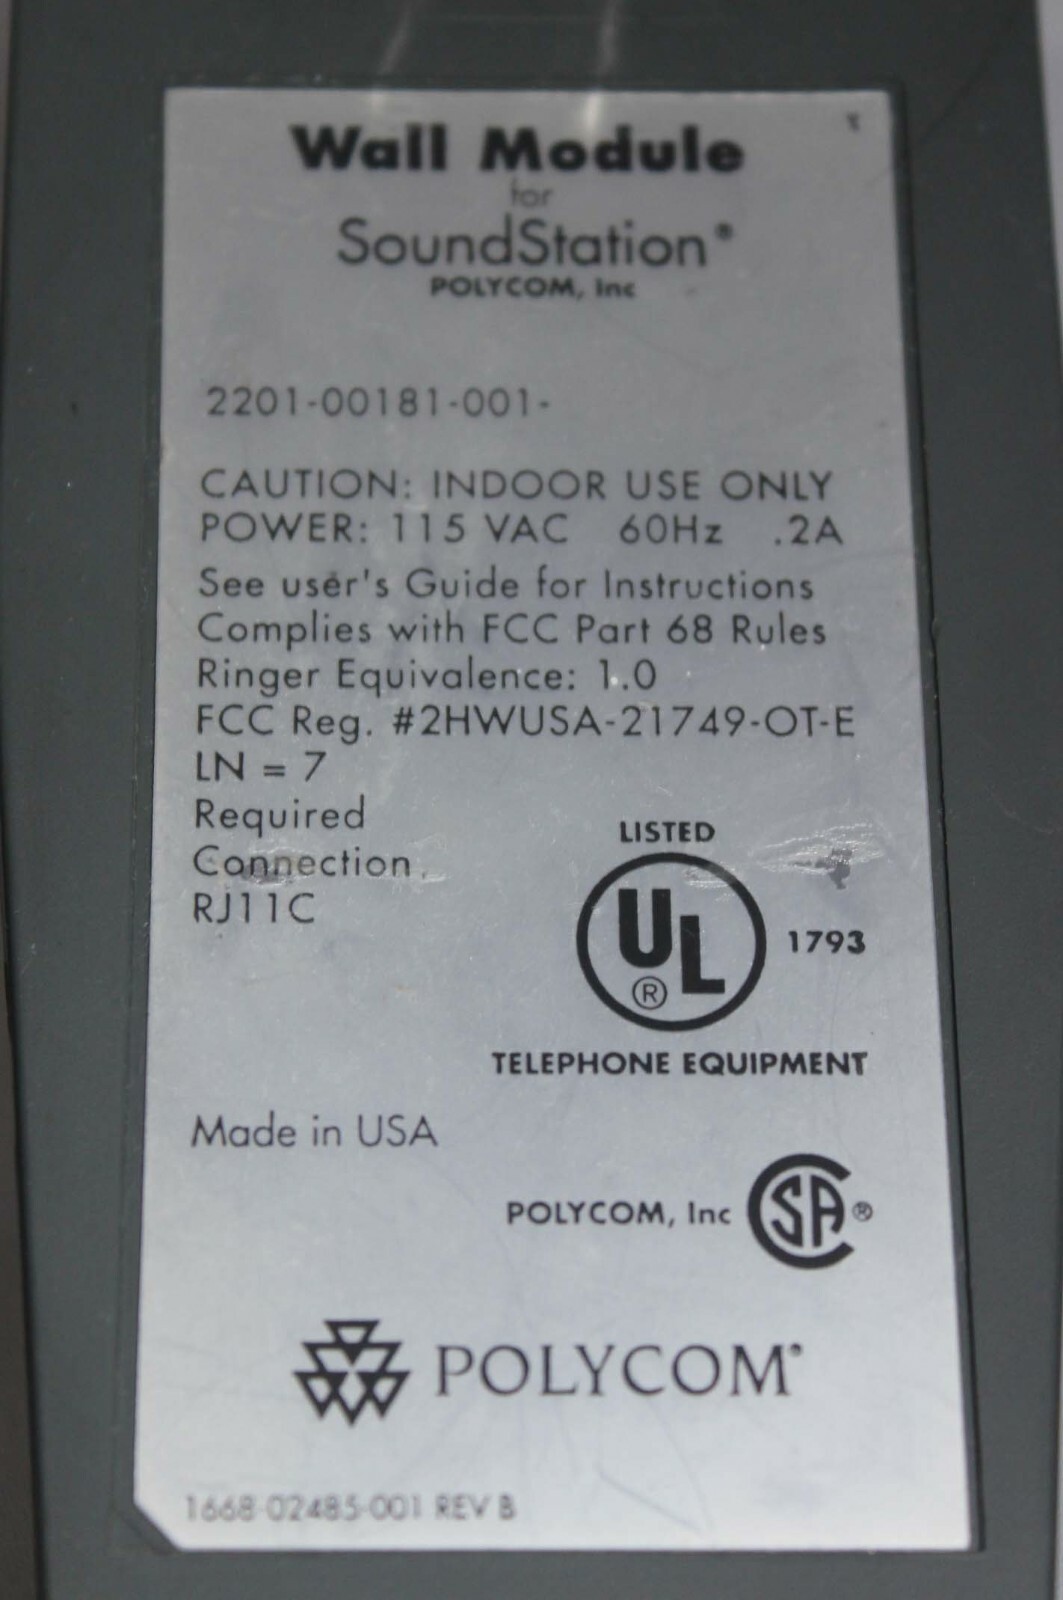 Wall Module
for
SoundStation®
POLYCOM, Inc
2201-00181-001-
CAUTION: INDOOR USE ONLY
POWER: 115 VAC 60Hz .2A
See user's Guide for Instructions
Complies with FCC Part 68 Rules
Ringer Equivalence: 1.0
FCC Reg. #2HWUSA-21749-OT-E
LN = 7
Required
Connection
RJ11C
LISTED
UL
®
1793
TELEPHONE EQUIPMENT
Made in USA
POLYCOM, Inc SA®
POLYCOM®
1668-02485-001 REV B